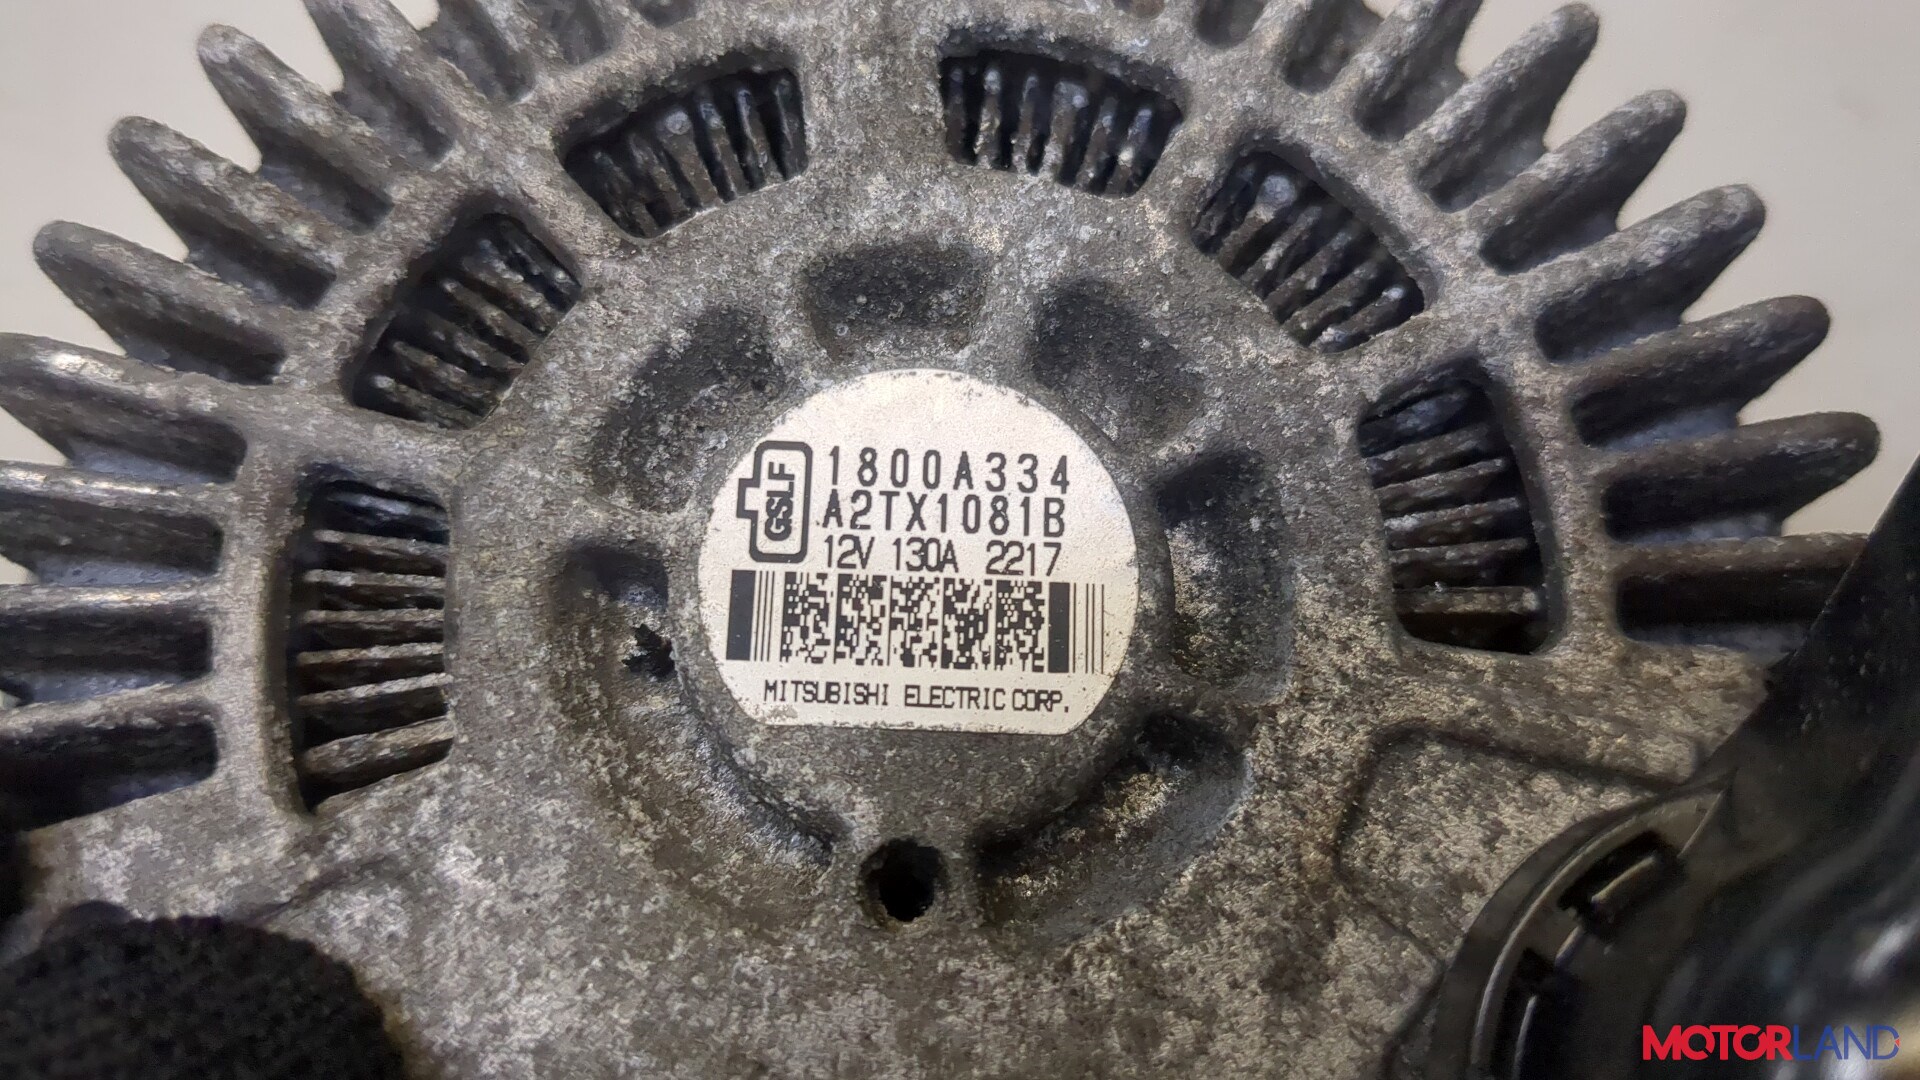 GSLF
1800A334
A2TX1081B
12V 130A 2217
MITSUBISHI ELECTRIC CORP.
MOTORLAND